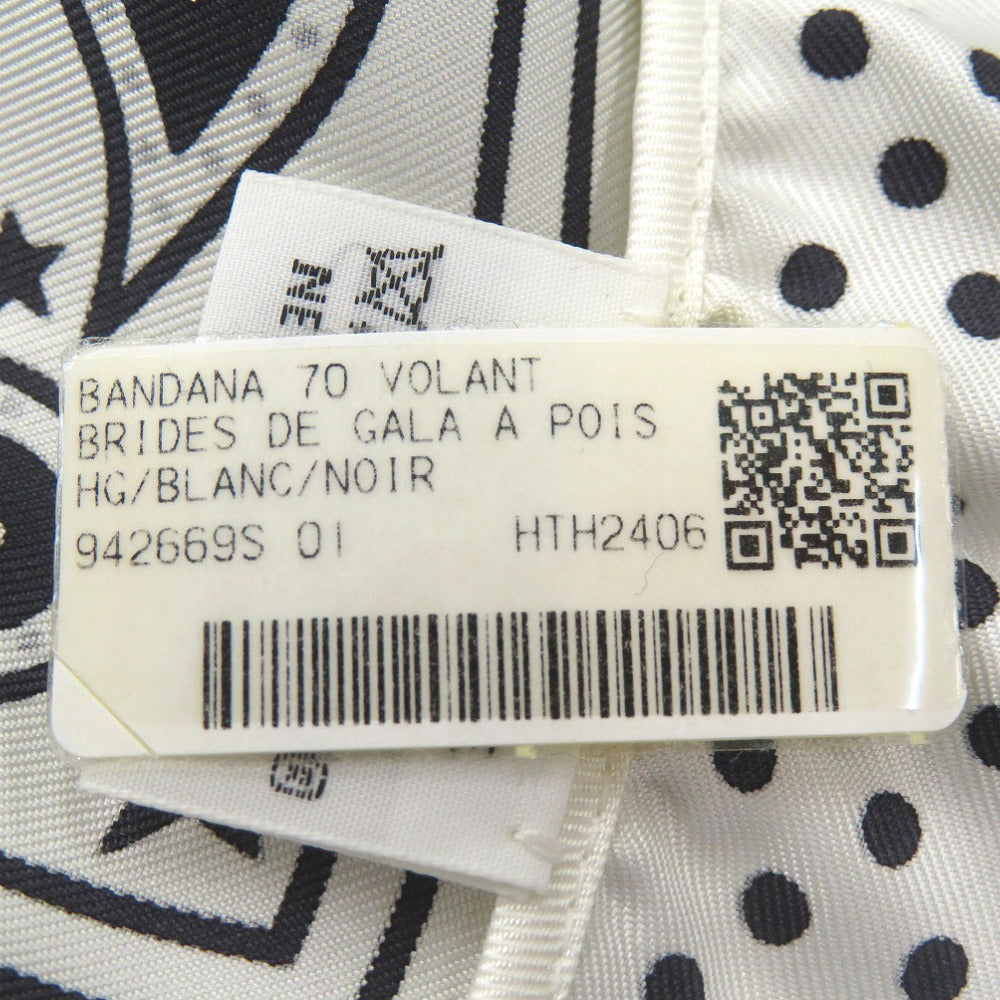 BANDANA 70 VOLANT
BRIDES DE GALA A POIS
HG/BLANC/NOIR
942669S 01 HTH2406